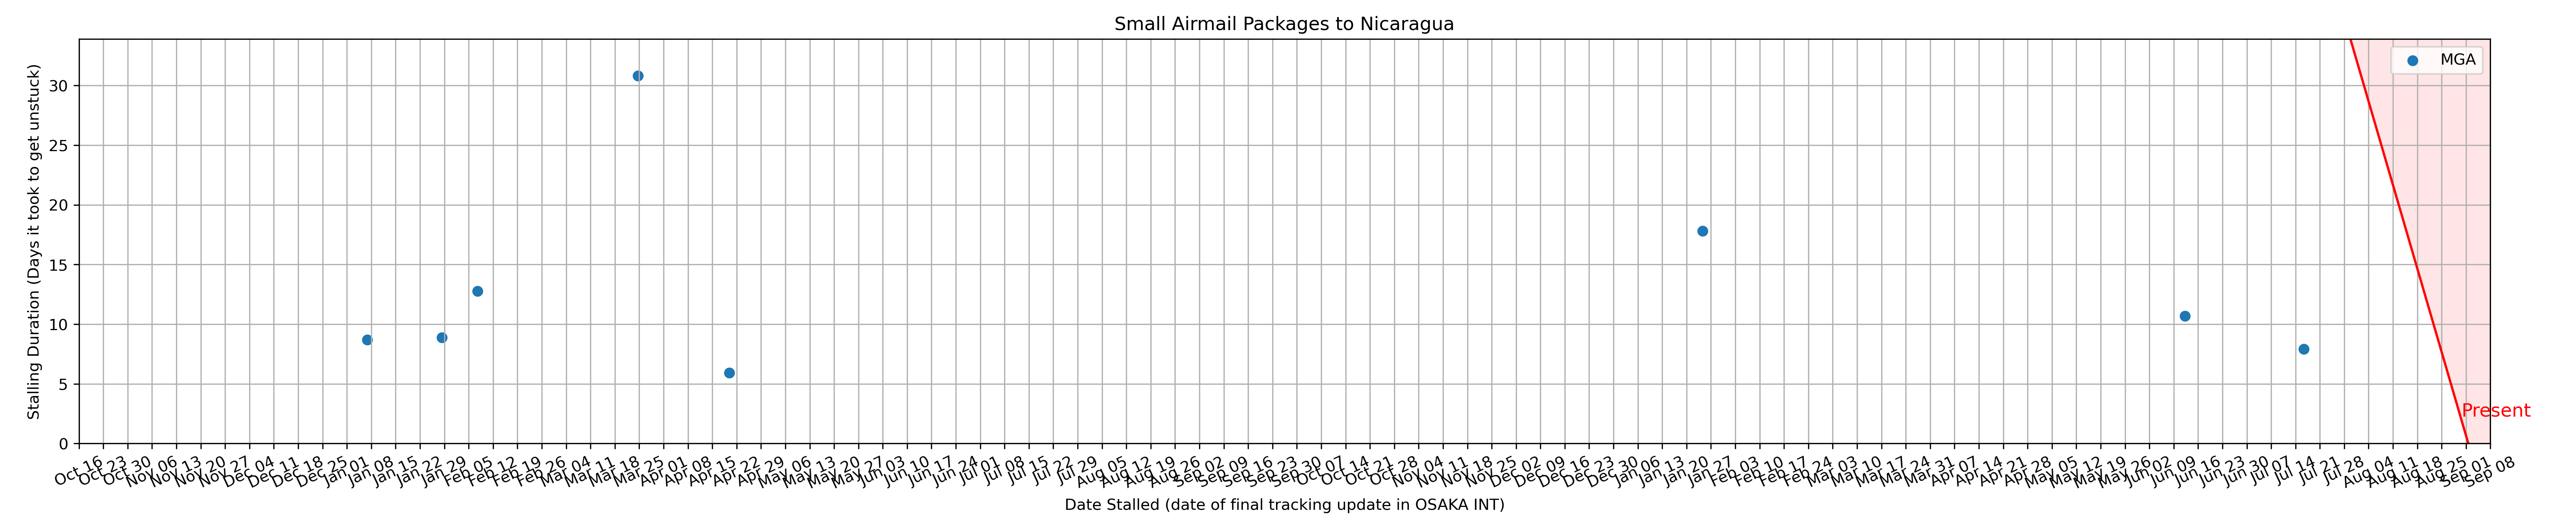 Small Airmail Packages to Nicaragua
MGA
Stalling Duration (Days it took to get unstuck)
30
25
20
15
10
5
0
Present
Oct 16
Oct 23
Oct 30
Nov 06
Nov 13
Nov 20
Nov 27
Dec 04
Dec 11
Dec 18
Dec 25
Jan 01
Jan 08
Jan 15
Jan 22
Jan 29
Feb 05
Feb 12
Feb 19
Feb 26
Mar 04
Mar 11
Mar 18
Mar 25
Apr 01
Apr 08
Apr 15
Apr 22
Apr 29
May 06
May 13
May 20
May 27
Jun 03
Jun 10
Jun 17
Jun 24
Jul 01
Jul 08
Jul 15
Jul 22
Jul 29
Aug 05
Aug 12
Aug 19
Aug 26
Sep 02
Sep 09
Sep 16
Sep 23
Sep 30
Oct 07
Oct 14
Oct 21
Oct 28
Nov 04
Nov 11
Nov 18
Nov 25
Dec 02
Dec 09
Dec 16
Dec 23
Dec 30
Jan 06
Jan 13
Jan 20
Jan 27
Feb 03
Feb 10
Feb 17
Feb 24
Mar 03
Mar 10
Mar 17
Mar 24
Mar 31
Apr 07
Apr 14
Apr 21
Apr 28
May 05
May 12
May 19
May 26
Jun 02
Jun 09
Jun 16
Jun 23
Jun 30
Jul 07
Jul 14
Jul 21
Jul 28
Aug 04
Aug 11
Aug 18
Aug 25
Sep 01
Sep 08
Date Stalled (date of final tracking update in OSAKA INT)